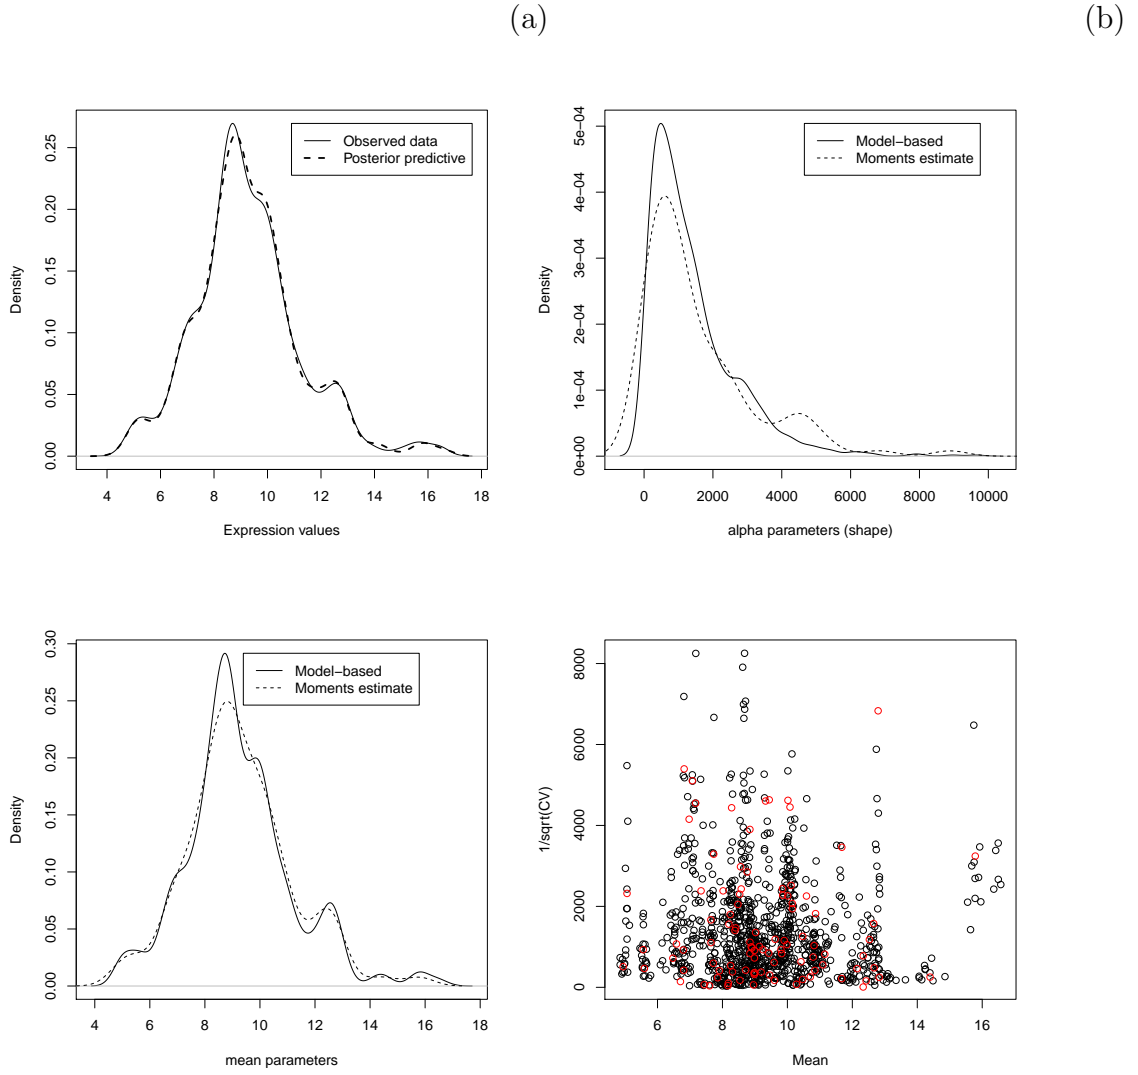 (a)
(b)
Observed data
Posterior predictive
Density
0.00 0.05 0.10 0.15 0.20 0.25
4 6 8 10 12 14 16 18
Expression values
Model−based
Moments estimate
Density
0e+00 1e−04 2e−04 3e−04 4e−04 5e−04
0 2000 4000 6000 8000 10000
alpha parameters (shape)
Model−based
Moments estimate
Density
0.00 0.05 0.10 0.15 0.20 0.25 0.30
4 6 8 10 12 14 16 18
mean parameters
1/sqrt(CV)
0 2000 4000 6000 8000
6 8 10 12 14 16
Mean